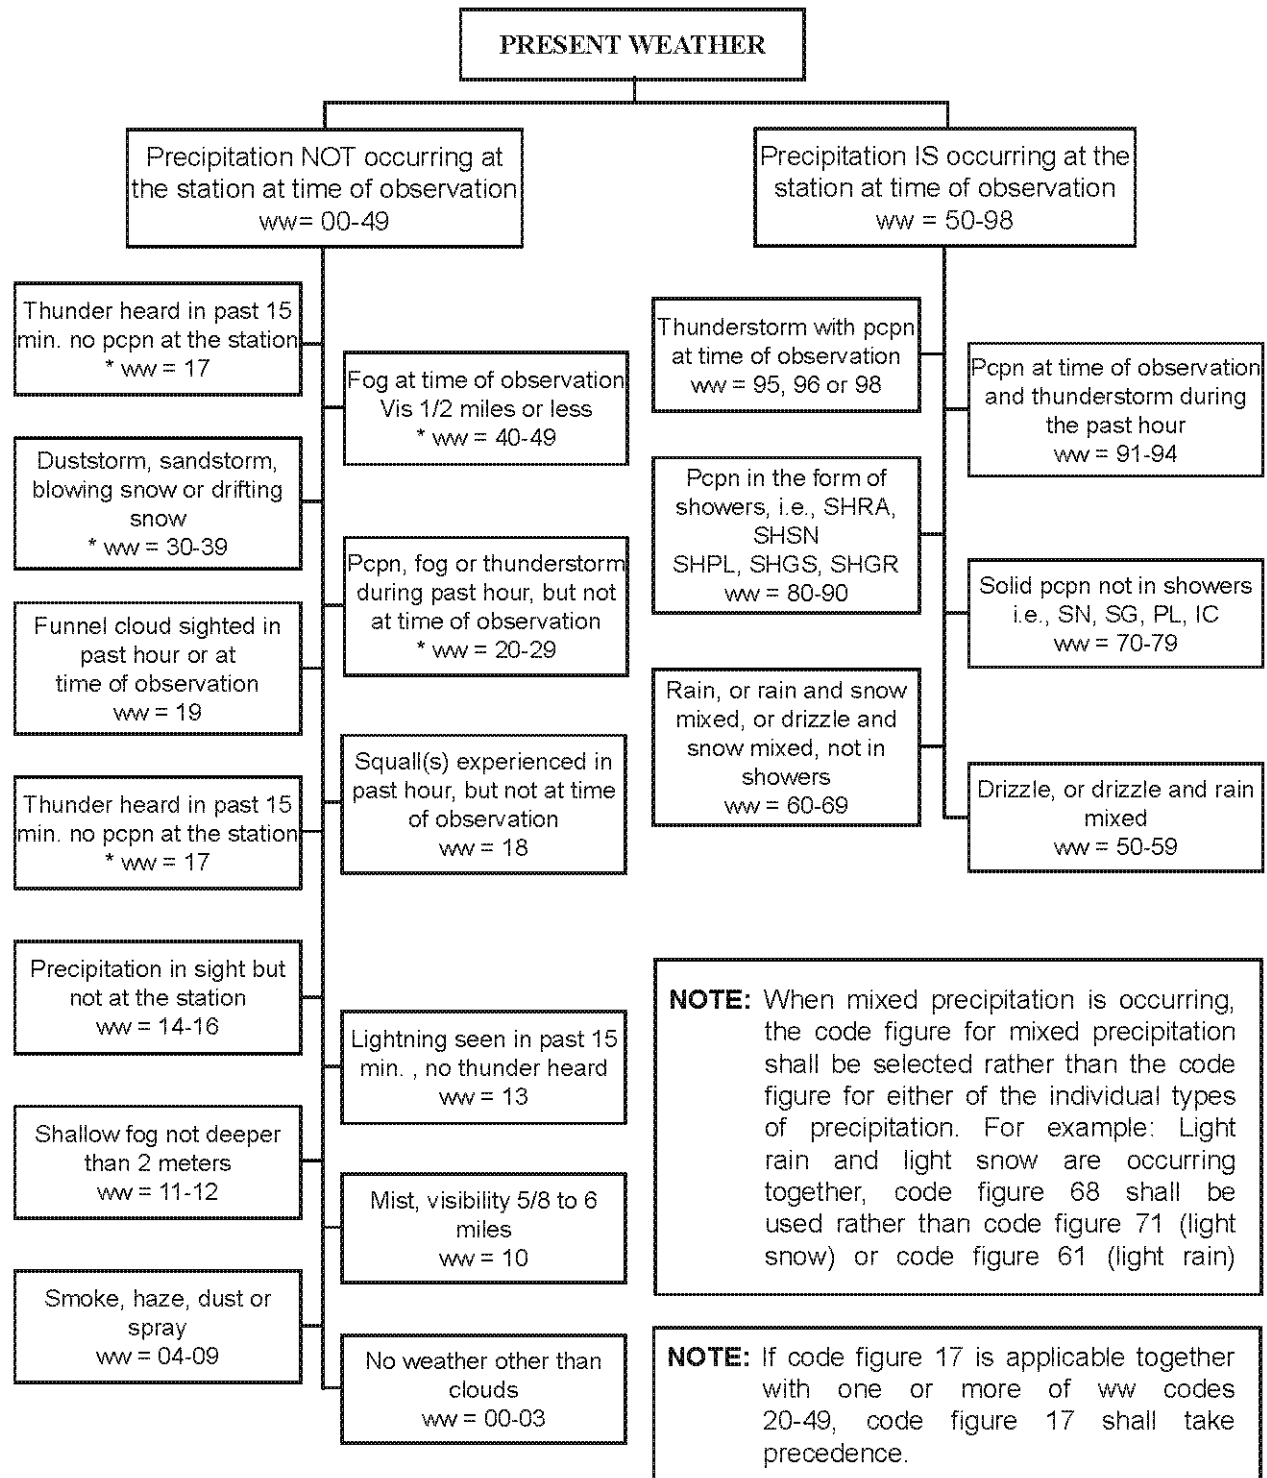 PRESENT WEATHER
Precipitation NOT occurring at
the station at time of observation
ww= 00-49
Thunder heard in past 15
min. no pcpn at the station
* ww = 17
Fog at time of observation
Vis 1/2 miles or less
* ww = 40-49
Duststorm, sandstorm,
blowing snow or drifting
snow
* ww = 30-39
Pcpn, fog or thunderstorm
during past hour, but not
at time of observation
* ww = 20-29
Funnel cloud sighted in
past hour or at
time of observation
ww = 19
Squall(s) experienced in
past hour, but not at time
of observation
ww = 18
Thunder heard in past 15
min. no pcpn at the station
* ww = 17
Precipitation in sight but
not at the station
ww = 14-16
Lightning seen in past 15
min. , no thunder heard
ww = 13
Shallow fog not deeper
than 2 meters
ww = 11-12
Mist, visibility 5/8 to 6
miles
ww = 10
Smoke, haze, dust or
spray
ww = 04-09
No weather other than
clouds
ww = 00-03
Precipitation IS occurring at the
station at time of observation
ww = 50-98
Thunderstorm with pcpn
at time of observation
ww = 95, 96 or 98
Pcpn at time of observation
and thunderstorm during
the past hour
ww = 91-94
Pcpn in the form of
showers, i.e., SHRA,
SHSN
SHPL, SHGS, SHGR
ww = 80-90
Solid pcpn not in showers
i.e., SN, SG, PL, IC
ww = 70-79
Rain, or rain and snow
mixed, or drizzle and
snow mixed, not in
showers
ww = 60-69
Drizzle, or drizzle and rain
mixed
ww = 50-59
NOTE: When mixed precipitation is occurring,
the code figure for mixed precipitation
shall be selected rather than the code
figure for either of the individual types
of precipitation. For example: Light
rain and light snow are occurring
together, code figure 68 shall be
used rather than code figure 71 (light
snow) or code figure 61 (light rain)
NOTE: If code figure 17 is applicable together
with one or more of ww codes
20-49, code figure 17 shall take
precedence.